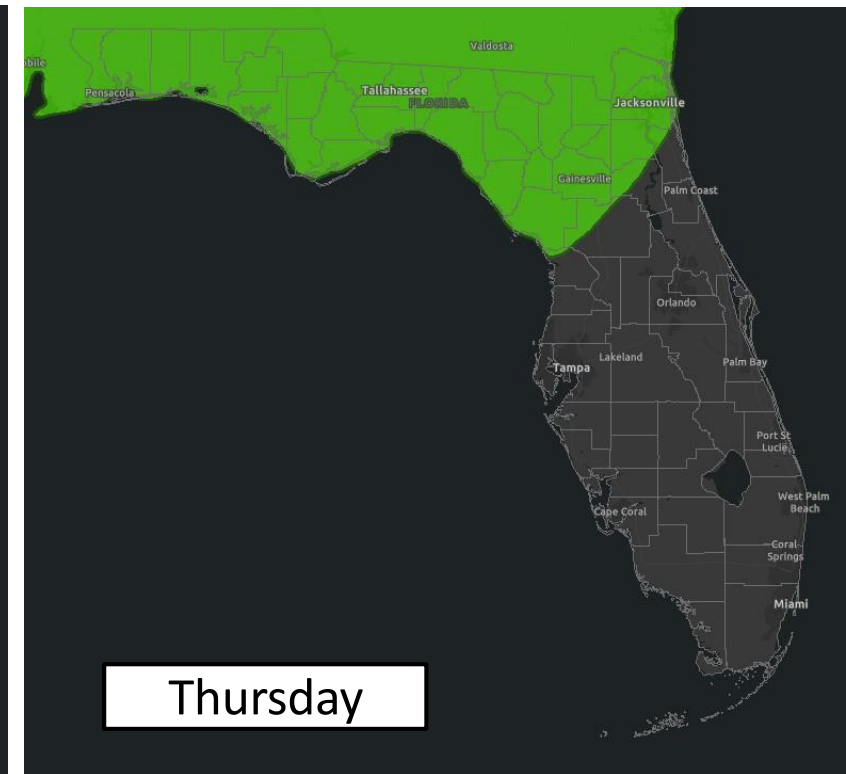 Valdosta
obile
Pensacola
Tallahassee
FLORIDA
Jacksonville
Gainesville
Palm Coast
Orlando
Lakeland
Tampa
Palm Bay
Port St
Lucie
West Palm
Beach
Cape Coral
Coral
Springs
Miami
Thursday